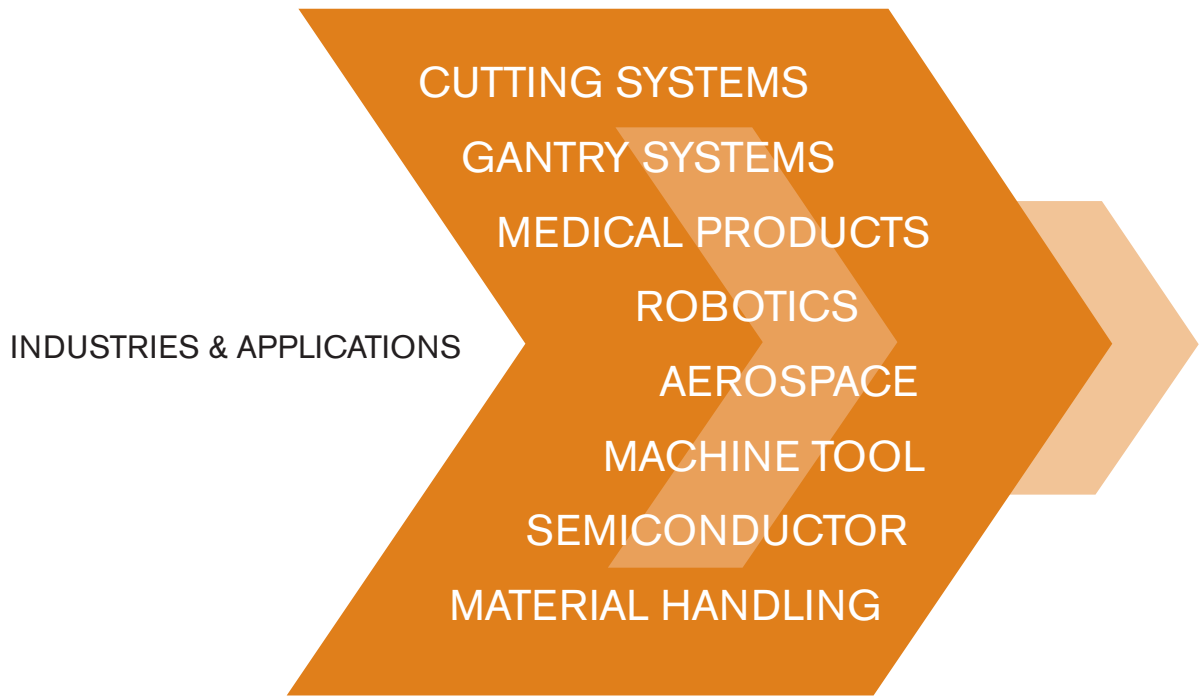 INDUSTRIES & APPLICATIONS
CUTTING SYSTEMS
GANTRY SYSTEMS
MEDICAL PRODUCTS
ROBOTICS
AEROSPACE
MACHINE TOOL
SEMICONDUCTOR
MATERIAL HANDLING